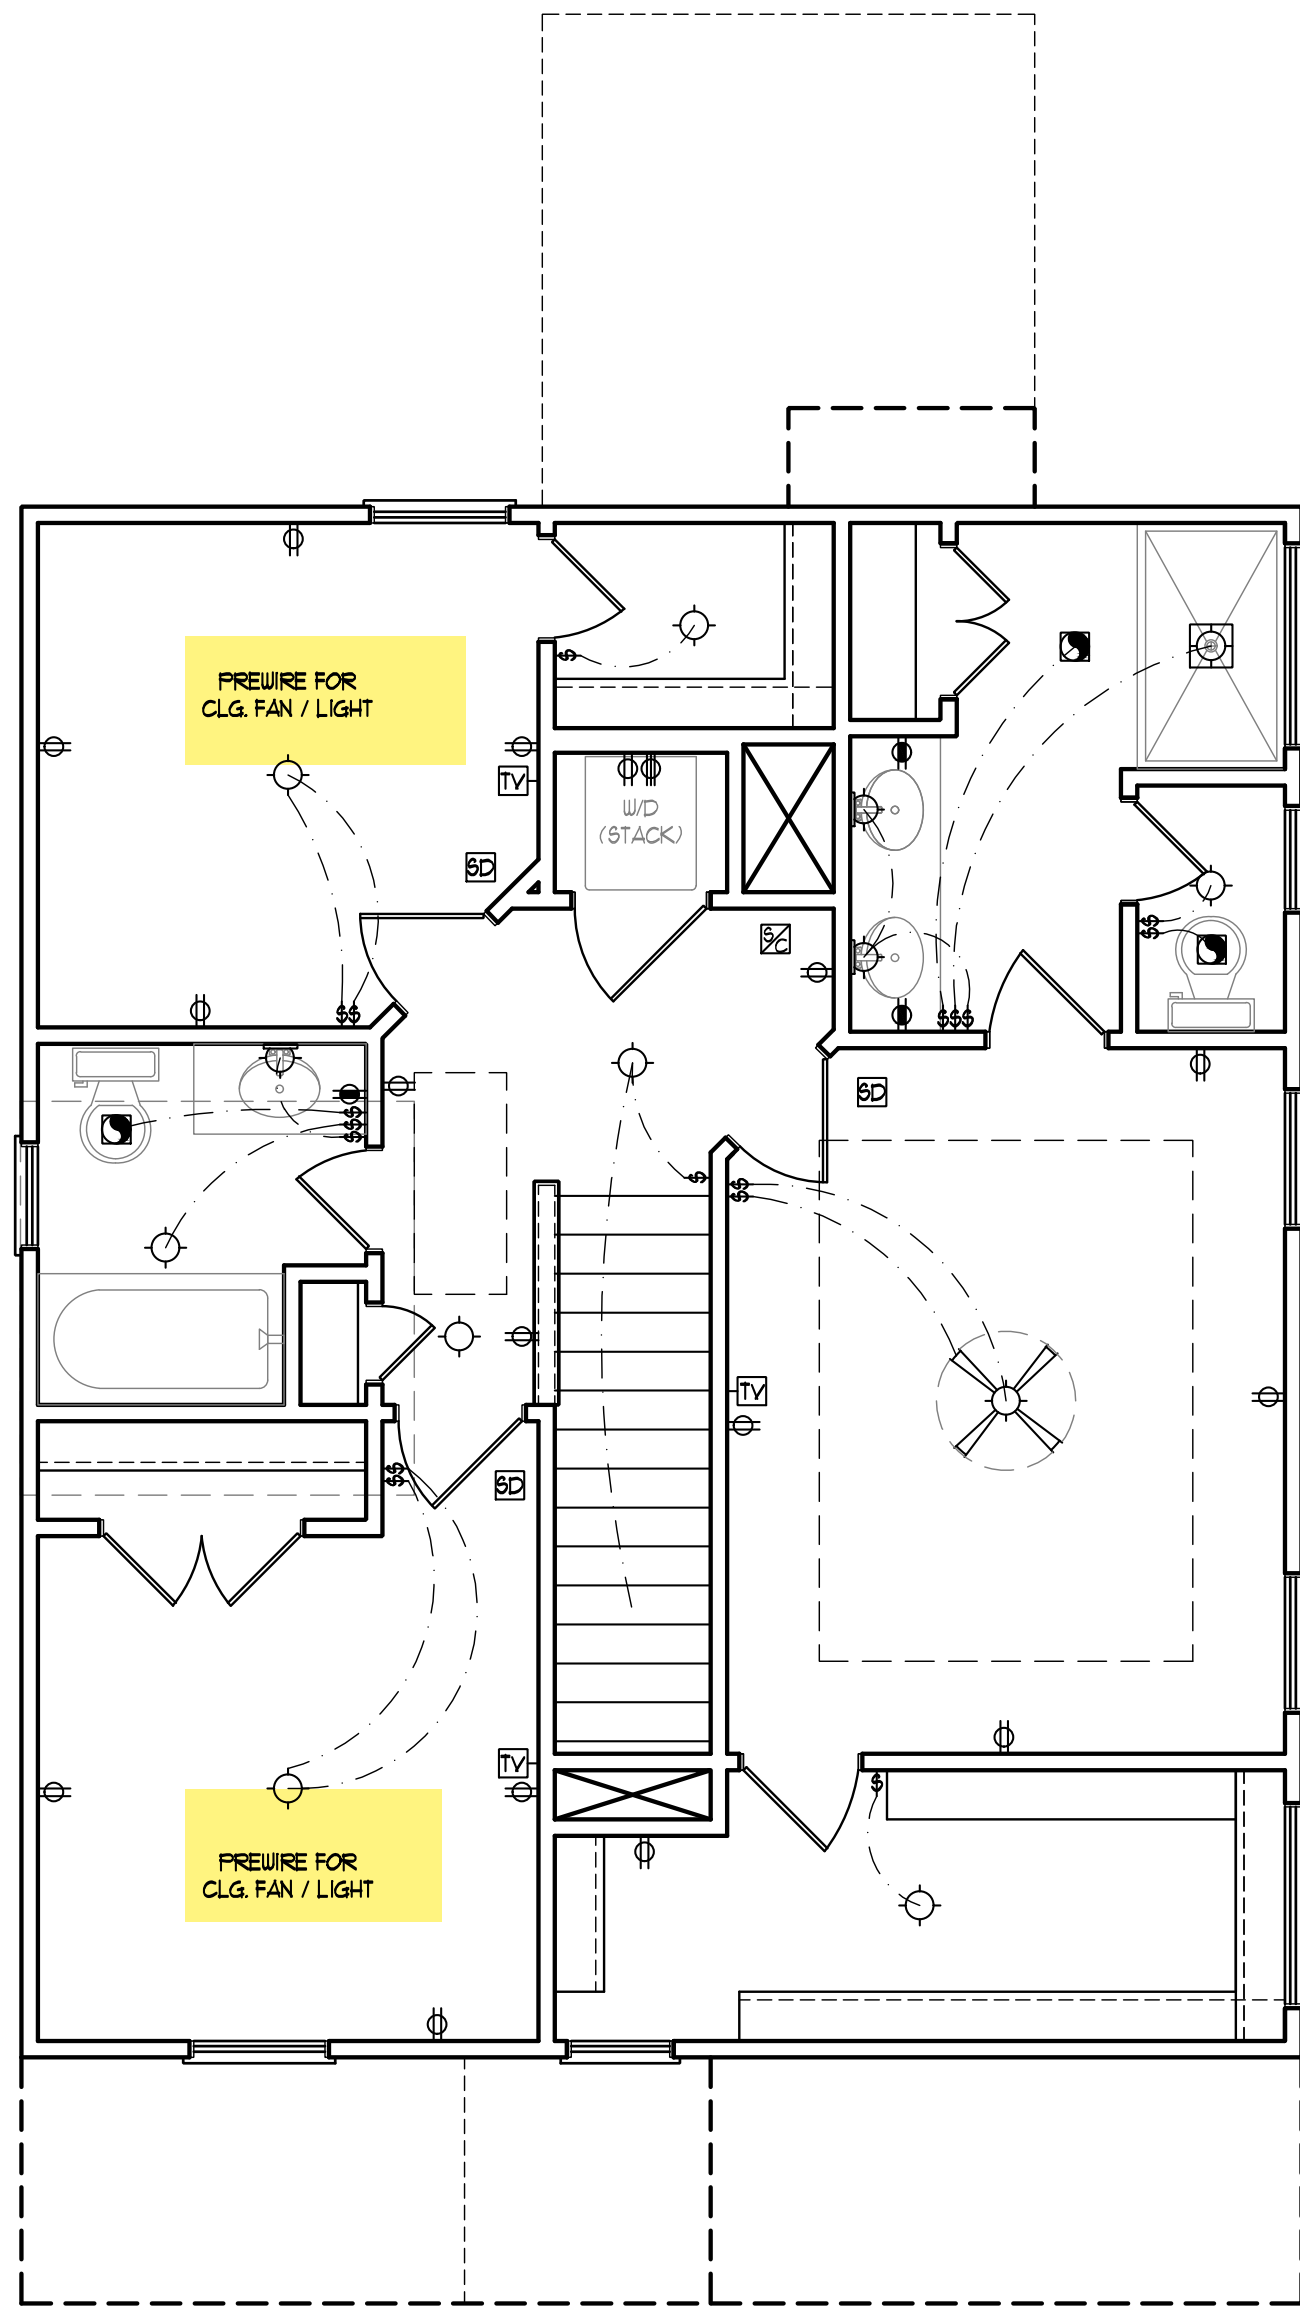 PREWIRE FOR
CLG. FAN / LIGHT
$
TV
W/D
(STACK)
SD
S/C
$$
$$
$$$
$$$
SD
$
$$
TV
$$
SD
TV
$
PREWIRE FOR
CLG. FAN / LIGHT